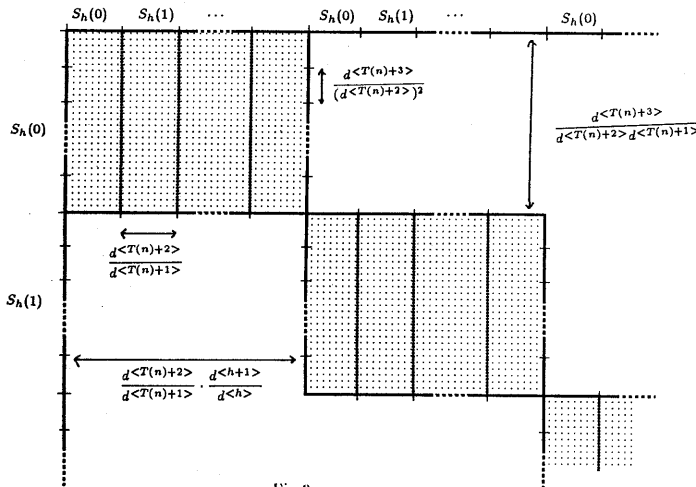 S_h(0) S_h(1) ... S_h(0) S_h(1) ... S_h(0)
d^{<T(n)+3>} / (d^{<T(n)+2>})^2
d^{<T(n)+3>} / d^{<T(n)+2>} d^{<T(n)+1>}
S_h(0)
d^{<T(n)+2>} / d^{<T(n)+1>}
S_h(1)
d^{<T(n)+2>} / d^{<T(n)+1>} · d^{<h+1>} / d^{<h>}